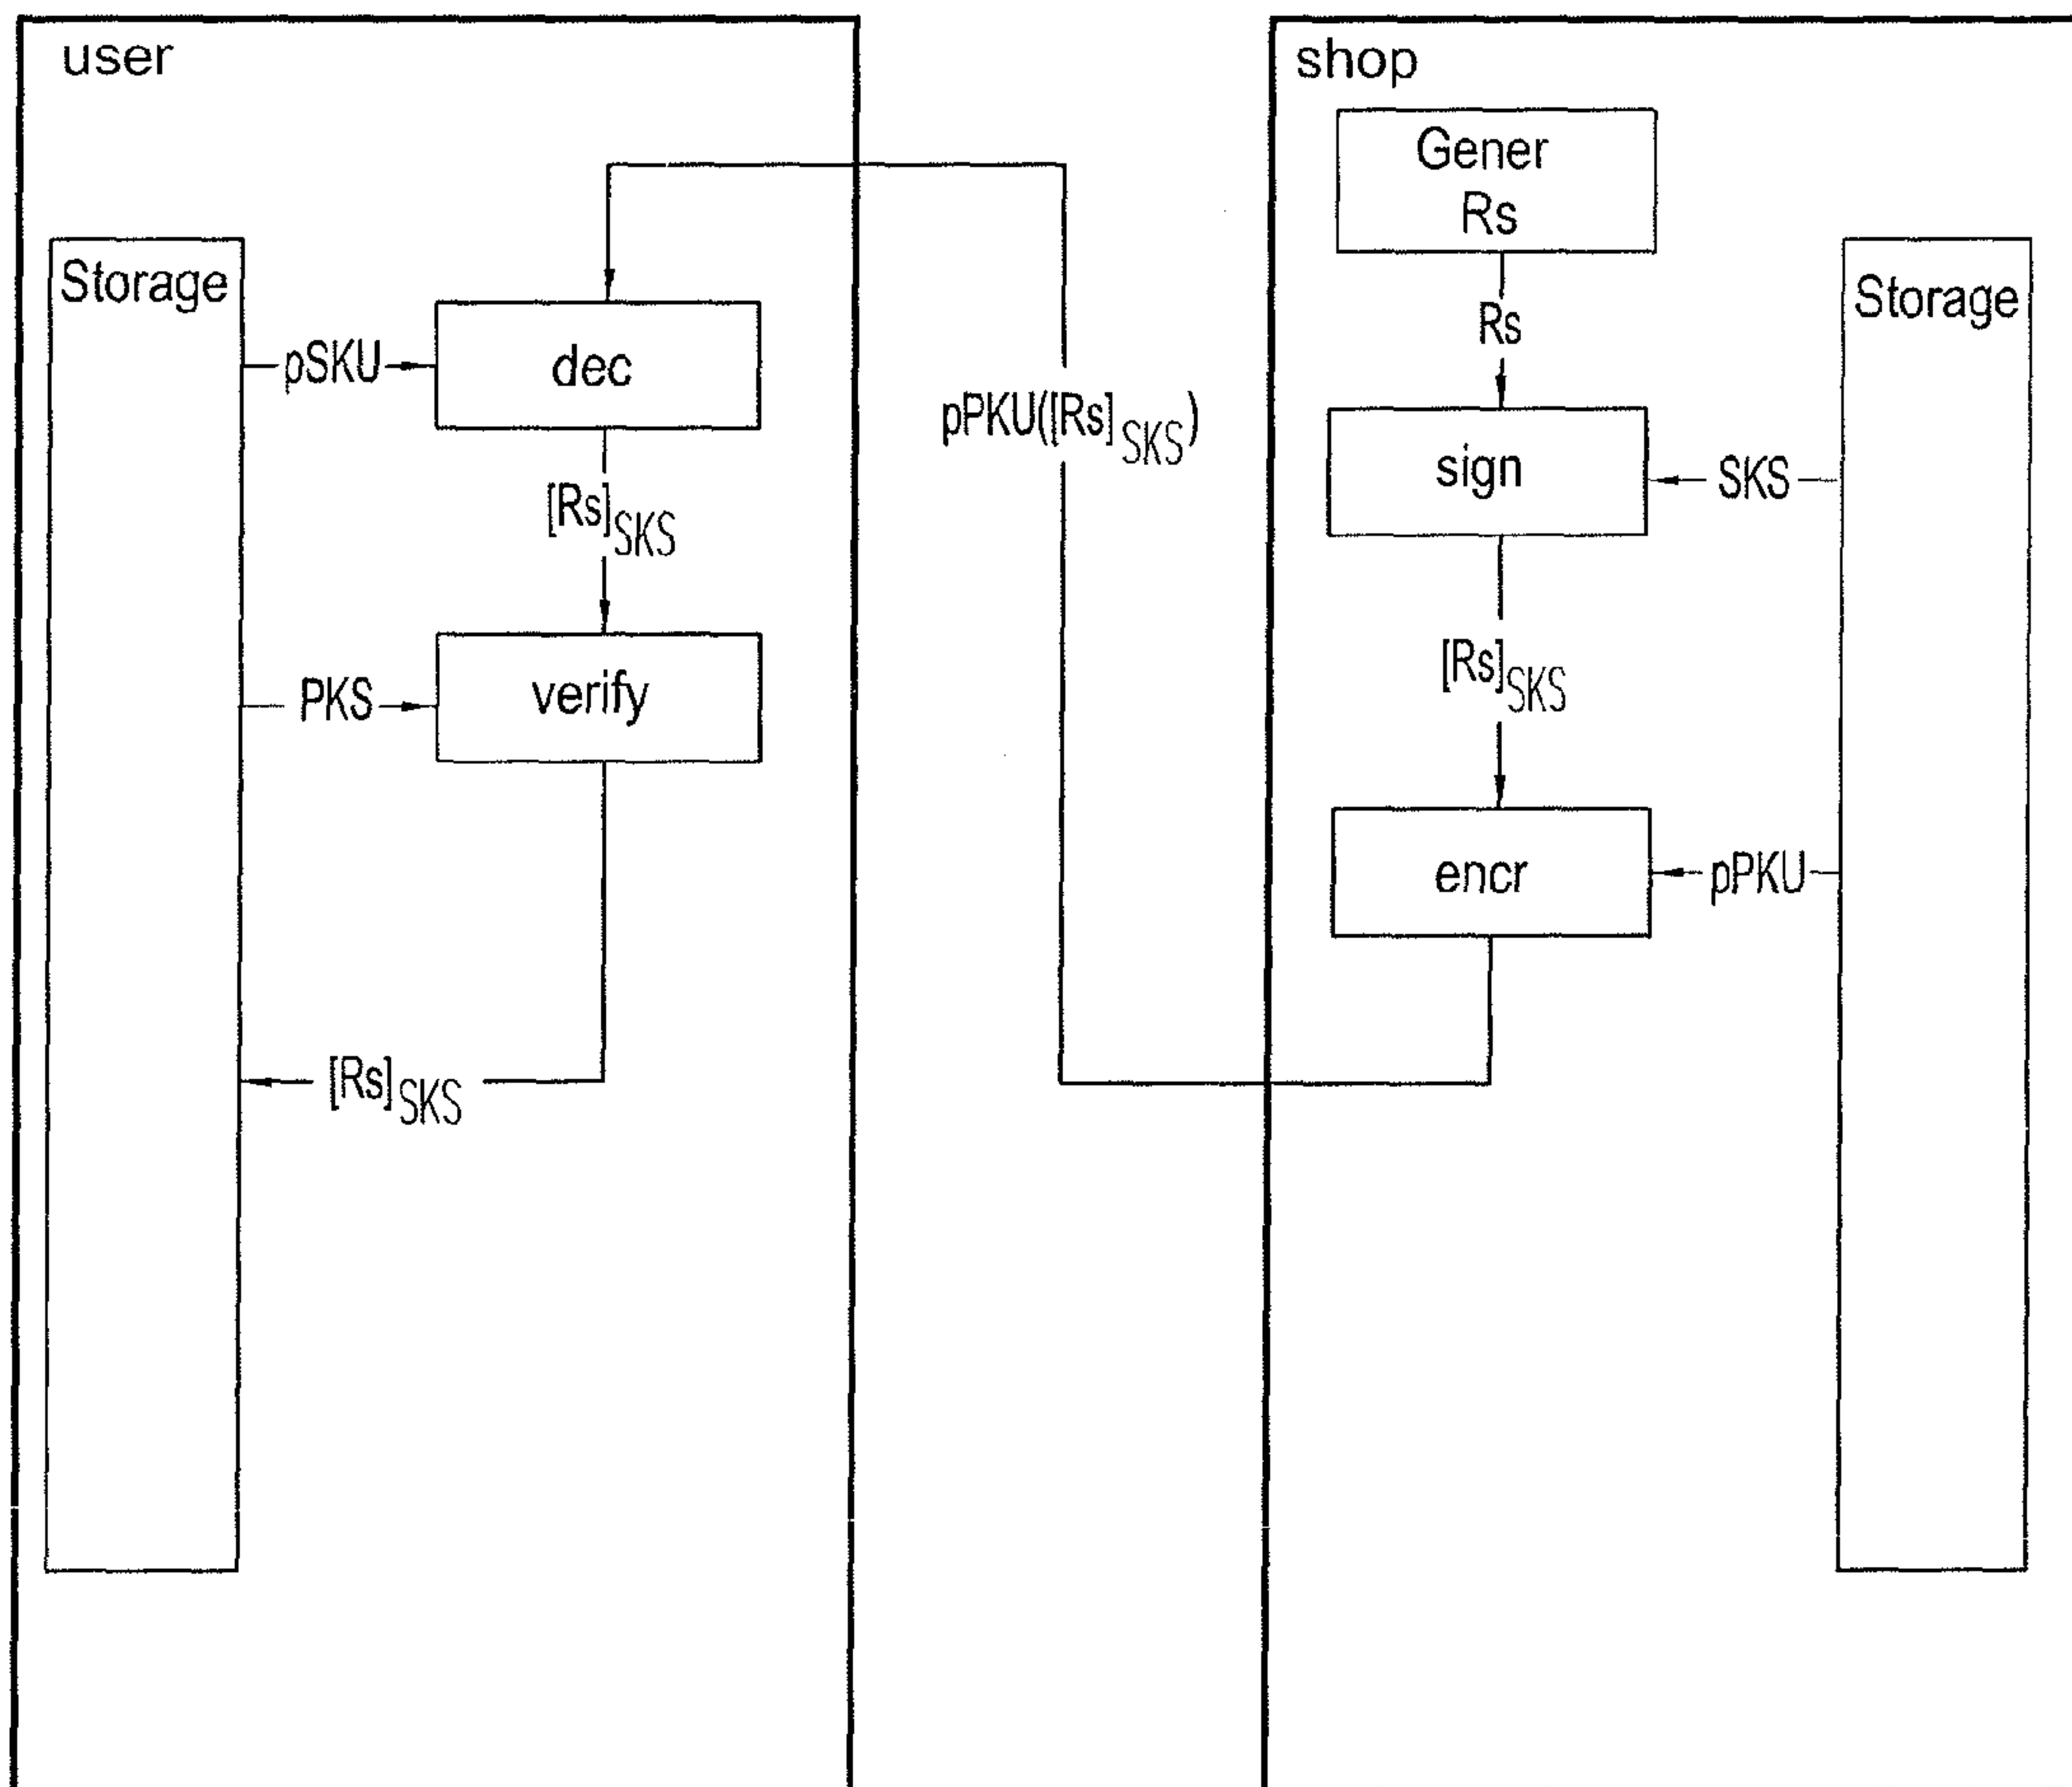 user
Storage
pSKU
dec
[Rs]SKS
PKS
verify
[Rs]SKS
pPKU([Rs]SKS)
shop
Gener
Rs
Rs
Storage
sign
SKS
[Rs]SKS
encr
pPKU